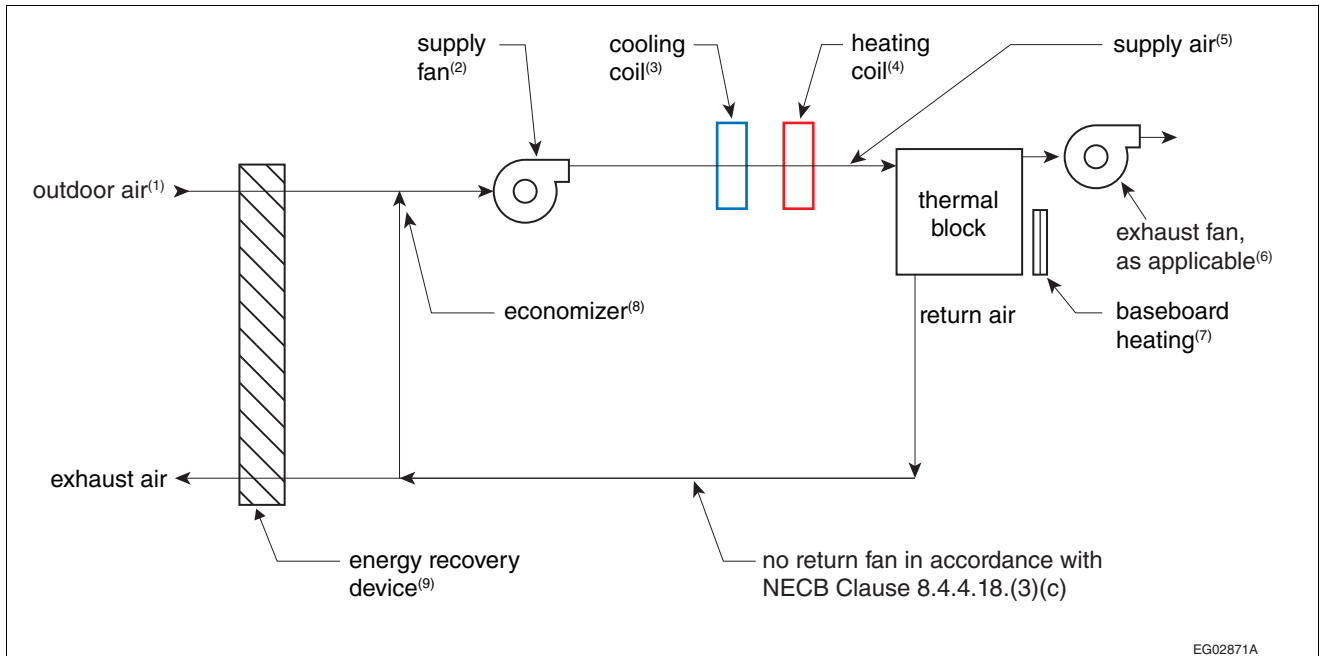 supply
fan(2)
cooling
coil(3)
heating
coil(4)
supply air(5)
outdoor air(1)
thermal
block
exhaust fan,
as applicable(6)
economizer(8)
return air
baseboard
heating(7)
exhaust air
energy recovery
device(9)
no return fan in accordance with
NECB Clause 8.4.4.18.(3)(c)
EG02871A